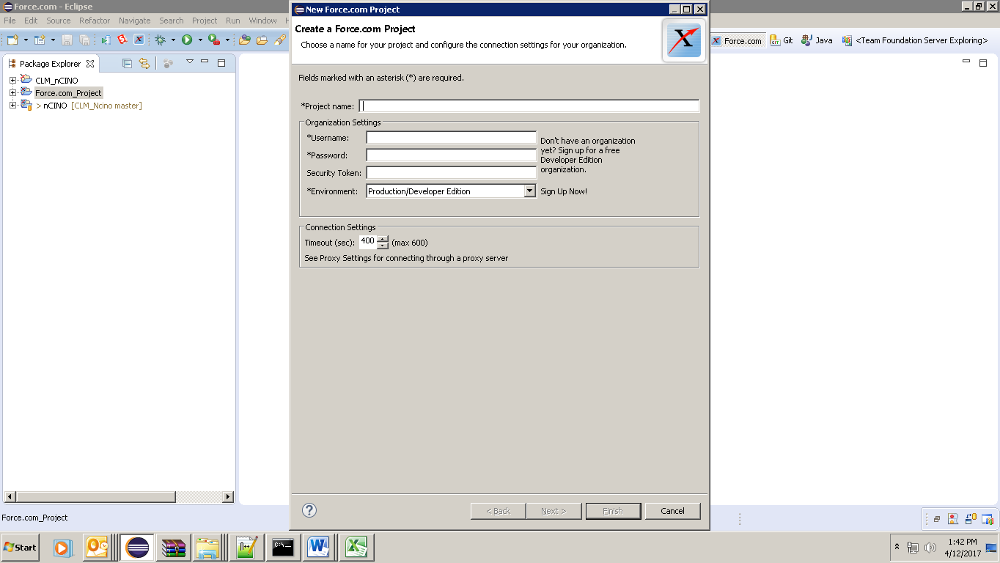 Force.com - Eclipse
File Edit Source Refactor Navigate Search Project Run Window
Force.com Git Java <Team Foundation Server Exploring>
Package Explorer
CLM_nCINO
Force.com_Project
> nCINO [CLM_Ncino master]
New Force.com Project
Create a Force.com Project
Choose a name for your project and configure the connection settings for your organization.
Fields marked with an asterisk (*) are required.
*Project name:
Organization Settings
*Username:
*Password:
Security Token:
*Environment: Production/Developer Edition
Don't have an organization
yet? Sign up for a free
Developer Edition
organization.
Sign Up Now!
Connection Settings
Timeout (sec): 400 (max 600)
See Proxy Settings for connecting through a proxy server
< Back Next > Finish Cancel
Force.com_Project
Start
1:42 PM
4/12/2017